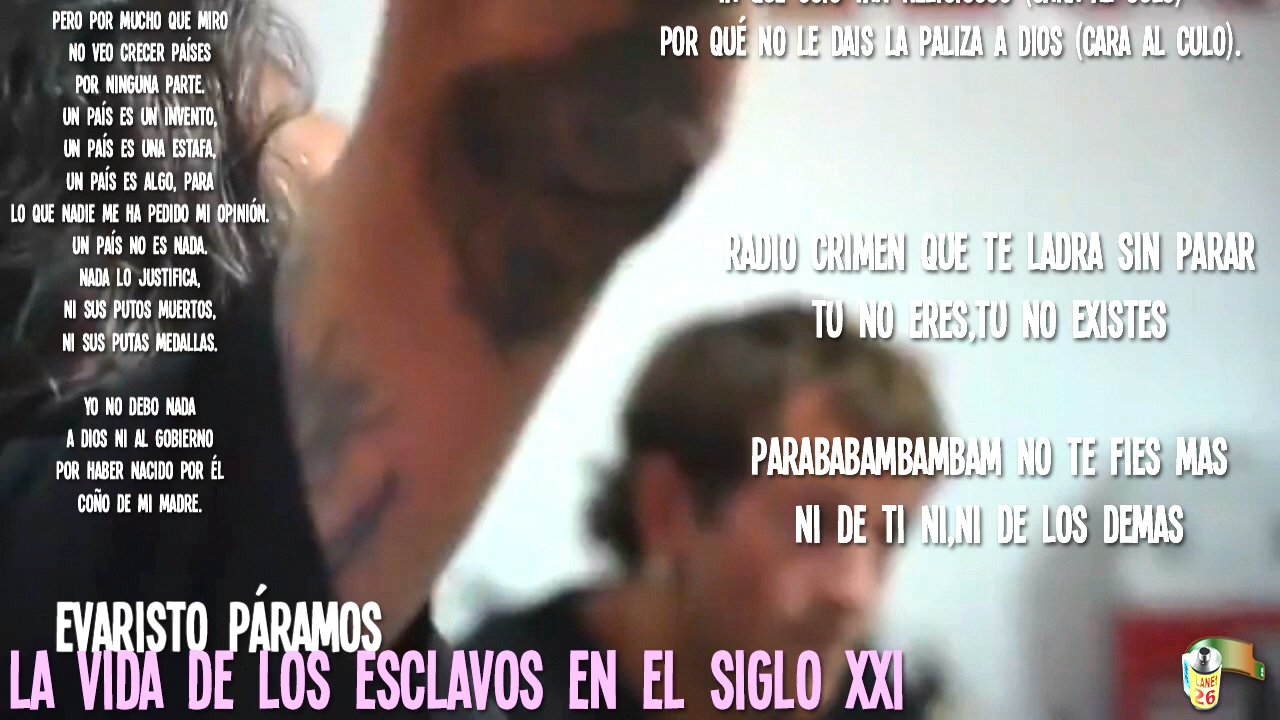 PERO POR MUCHO QUE MIRO
NO VEO CRECER PAÍSES
POR NINGUNA PARTE.
UN PAÍS ES UN INVENTO,
UN PAÍS ES UNA ESTAFA,
UN PAÍS ES ALGO, PARA
LO QUE NADIE ME HA PEDIDO MI OPINIÓN.
UN PAÍS NO ES NADA.
NADA LO JUSTIFICA,
NI SUS PUTOS MUERTOS,
NI SUS PUTAS MEDALLAS.
YO NO DEBO NADA
A DIOS NI AL GOBIERNO
POR HABER NACIDO POR ÉL
COÑO DE MI MADRE.
POR QUÉ NO LE DAIS LA PALIZA A DIOS (CARA AL CULO).
RADIO CRIMEN QUE TE LADRA SIN PARAR
TU NO ERES,TU NO EXISTES
PARABABAMBAMBAM NO TE FIES MAS
NI DE TI NI,NI DE LOS DEMAS
EVARISTO PÁRAMOS
LA VIDA DE LOS ESCLAVOS EN EL SIGLO XXI
26